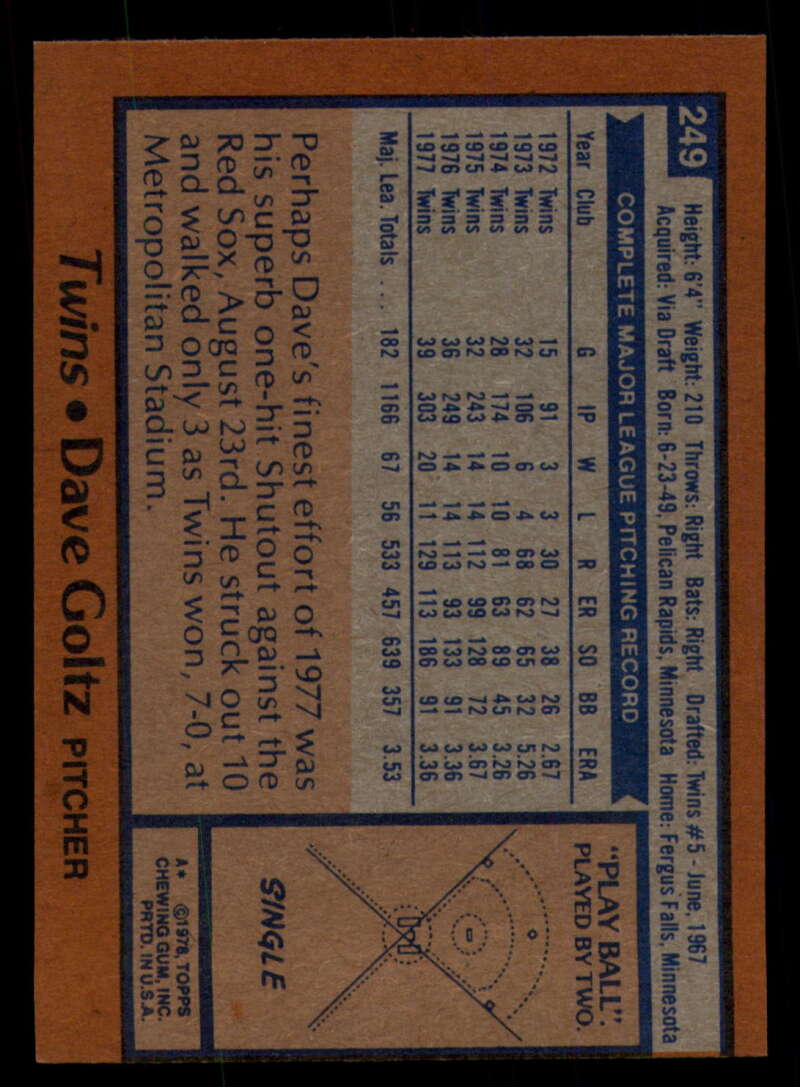 249
Height: 6'4" Weight: 210 Throws: Right Bats: Right Drafted: Twins #5 - June, 1967
Acquired: Via Draft Born: 6-23-49, Pelican Rapids, Minnesota Home: Fergus Falls, Minnesota
COMPLETE MAJOR LEAGUE PITCHING RECORD
Year Club G IP W L R ER SO BB ERA
1972 Twins 15 91 3 3 30 27 38 26 2.67
1973 Twins 32 106 6 4 68 62 65 32 5.26
1974 Twins 28 174 10 10 81 63 89 45 3.26
1975 Twins 32 243 14 14 112 99 128 72 3.67
1976 Twins 36 249 14 14 113 93 133 91 3.36
1977 Twins 39 303 20 11 129 113 186 91 3.36
Maj. Lea. Totals ... 182 1166 67 56 533 457 639 357 3.53
Perhaps Dave's finest effort of 1977 was
his superb one-hit Shutout against the
Red Sox, August 23rd. He struck out 10
and walked only 3 as Twins won, 7-0, at
Metropolitan Stadium.
"PLAY BALL":
PLAYED BY TWO.
SINGLE
A* ©1978, TOPPS
CHEWING GUM, INC.
PRTD. IN U.S.A.
Twins • Dave Goltz PITCHER